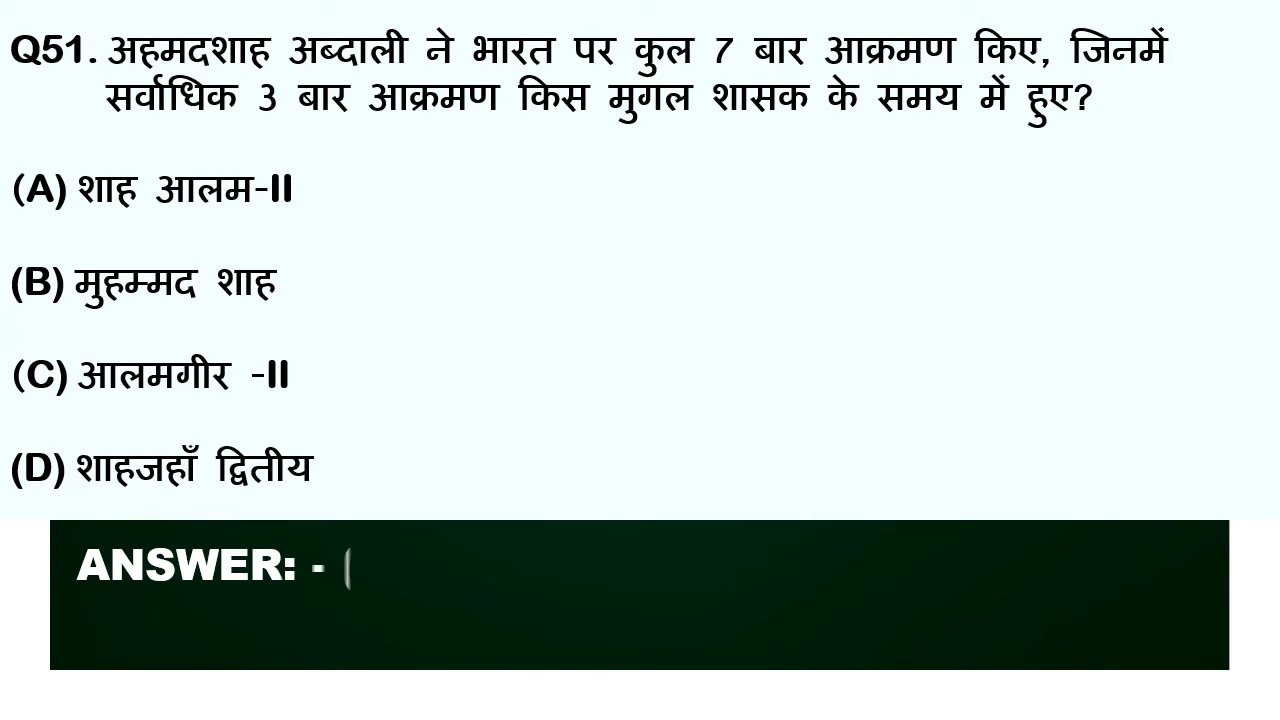 Q51. अहमदशाह अब्दाली ने भारत पर कुल 7 बार आक्रमण किए, जिनमें
सर्वाधिक 3 बार आक्रमण किस मुगल शासक के समय में हुए?
(A) शाह आलम-II
(B) मुहम्मद शाह
(C) आलमगीर -II
(D) शाहजहाँ द्वितीय
ANSWER: - (